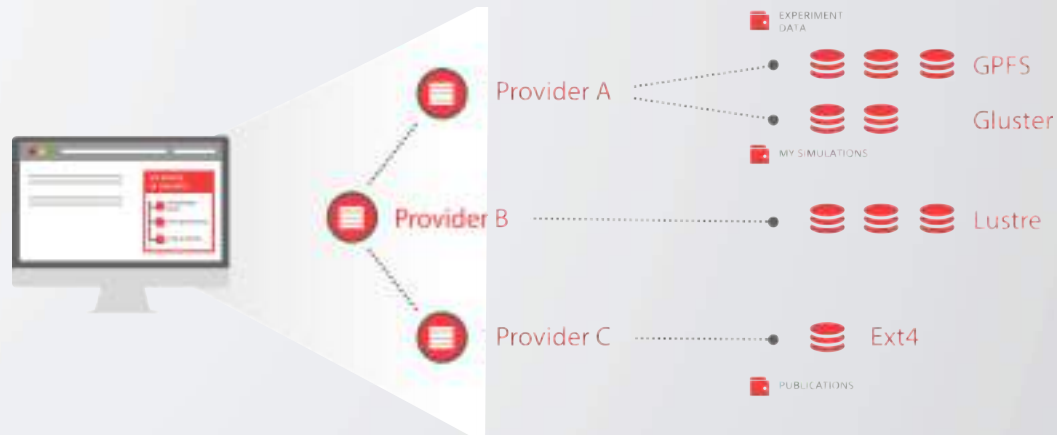 EXPERIMENT
DATA
GPFS
Provider A
Gluster
MY SIMULATIONS
Provider B
Lustre
Provider C
Ext4
PUBLICATIONS